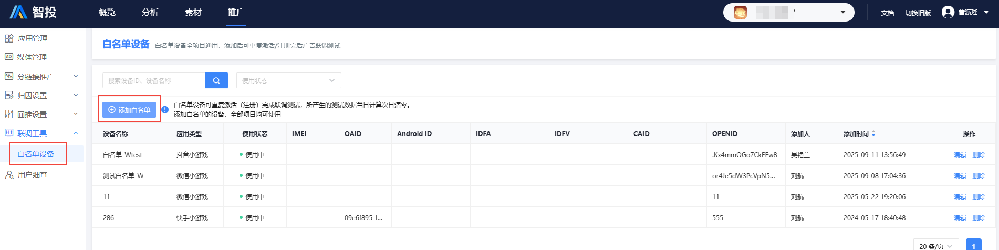 智投 概览 分析 素材 推广 文档 切换旧版 黄沥瑶
应用管理
媒体管理
分链接推广
归因设置
回推设置
联调工具
白名单设备
用户细查
白名单设备 白名单设备全项目通用，添加后可重复激活/注册完后广告联调测试
搜索设备ID、设备名称 使用状态
添加白名单
白名单设备可重复激活（注册）完成联调测试，所产生的测试数据当日计算次日清零。
添加白名单的设备，全部项目均可使用
设备名称 应用类型 使用状态 IMEI OAID Android ID IDFA IDFV CAID OPENID 添加人 添加时间 操作
白名单-Wtest 抖音小游戏 使用中 - - - - - - .Kx4mmOGo7CkFEw8 吴艳兰 2025-09-11 13:56:49 编辑 删除
测试白名单-W 微信小游戏 使用中 - - - - - - or4Je5dW3PcVpN5... 刘航 2025-09-08 17:04:36 编辑 删除
11 微信小游戏 使用中 - - - - - - 11 刘航 2025-05-22 19:20:06 编辑 删除
286 快手小游戏 使用中 - 09e6f895-f... - - - - 555 刘航 2024-05-17 18:40:48 编辑 删除
20 条/页 1